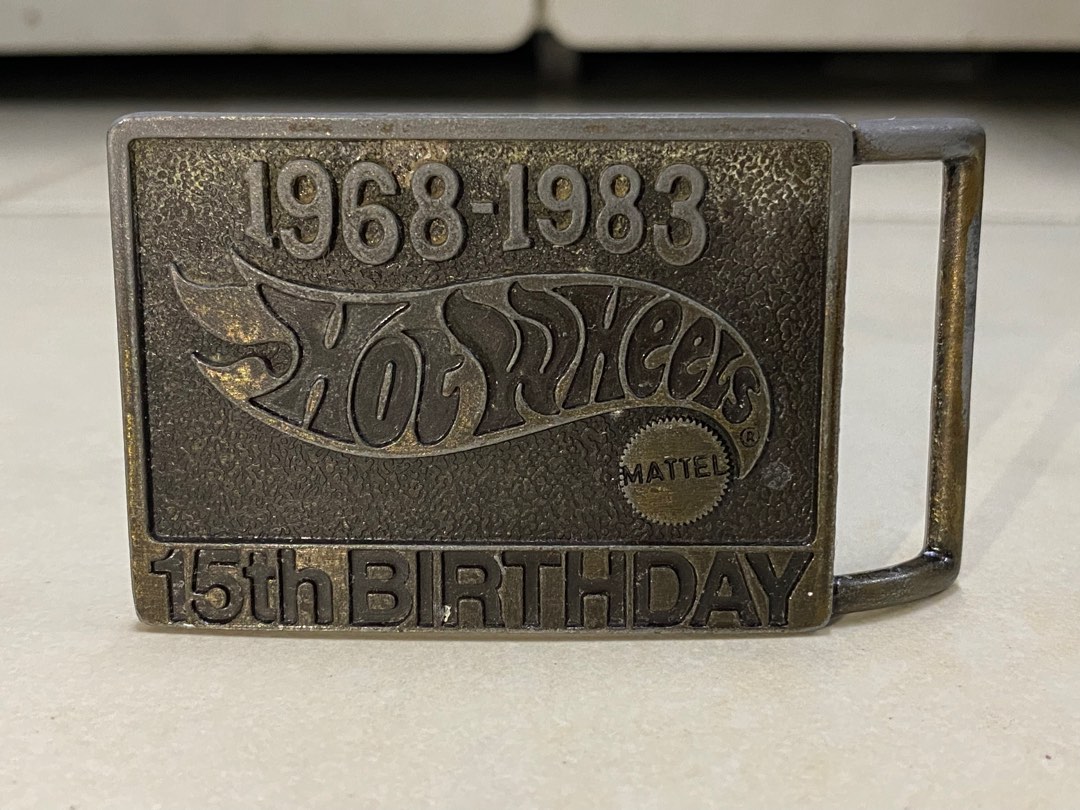 1968-1983
Hot Wheels®
MATTEL
15th BIRTHDAY